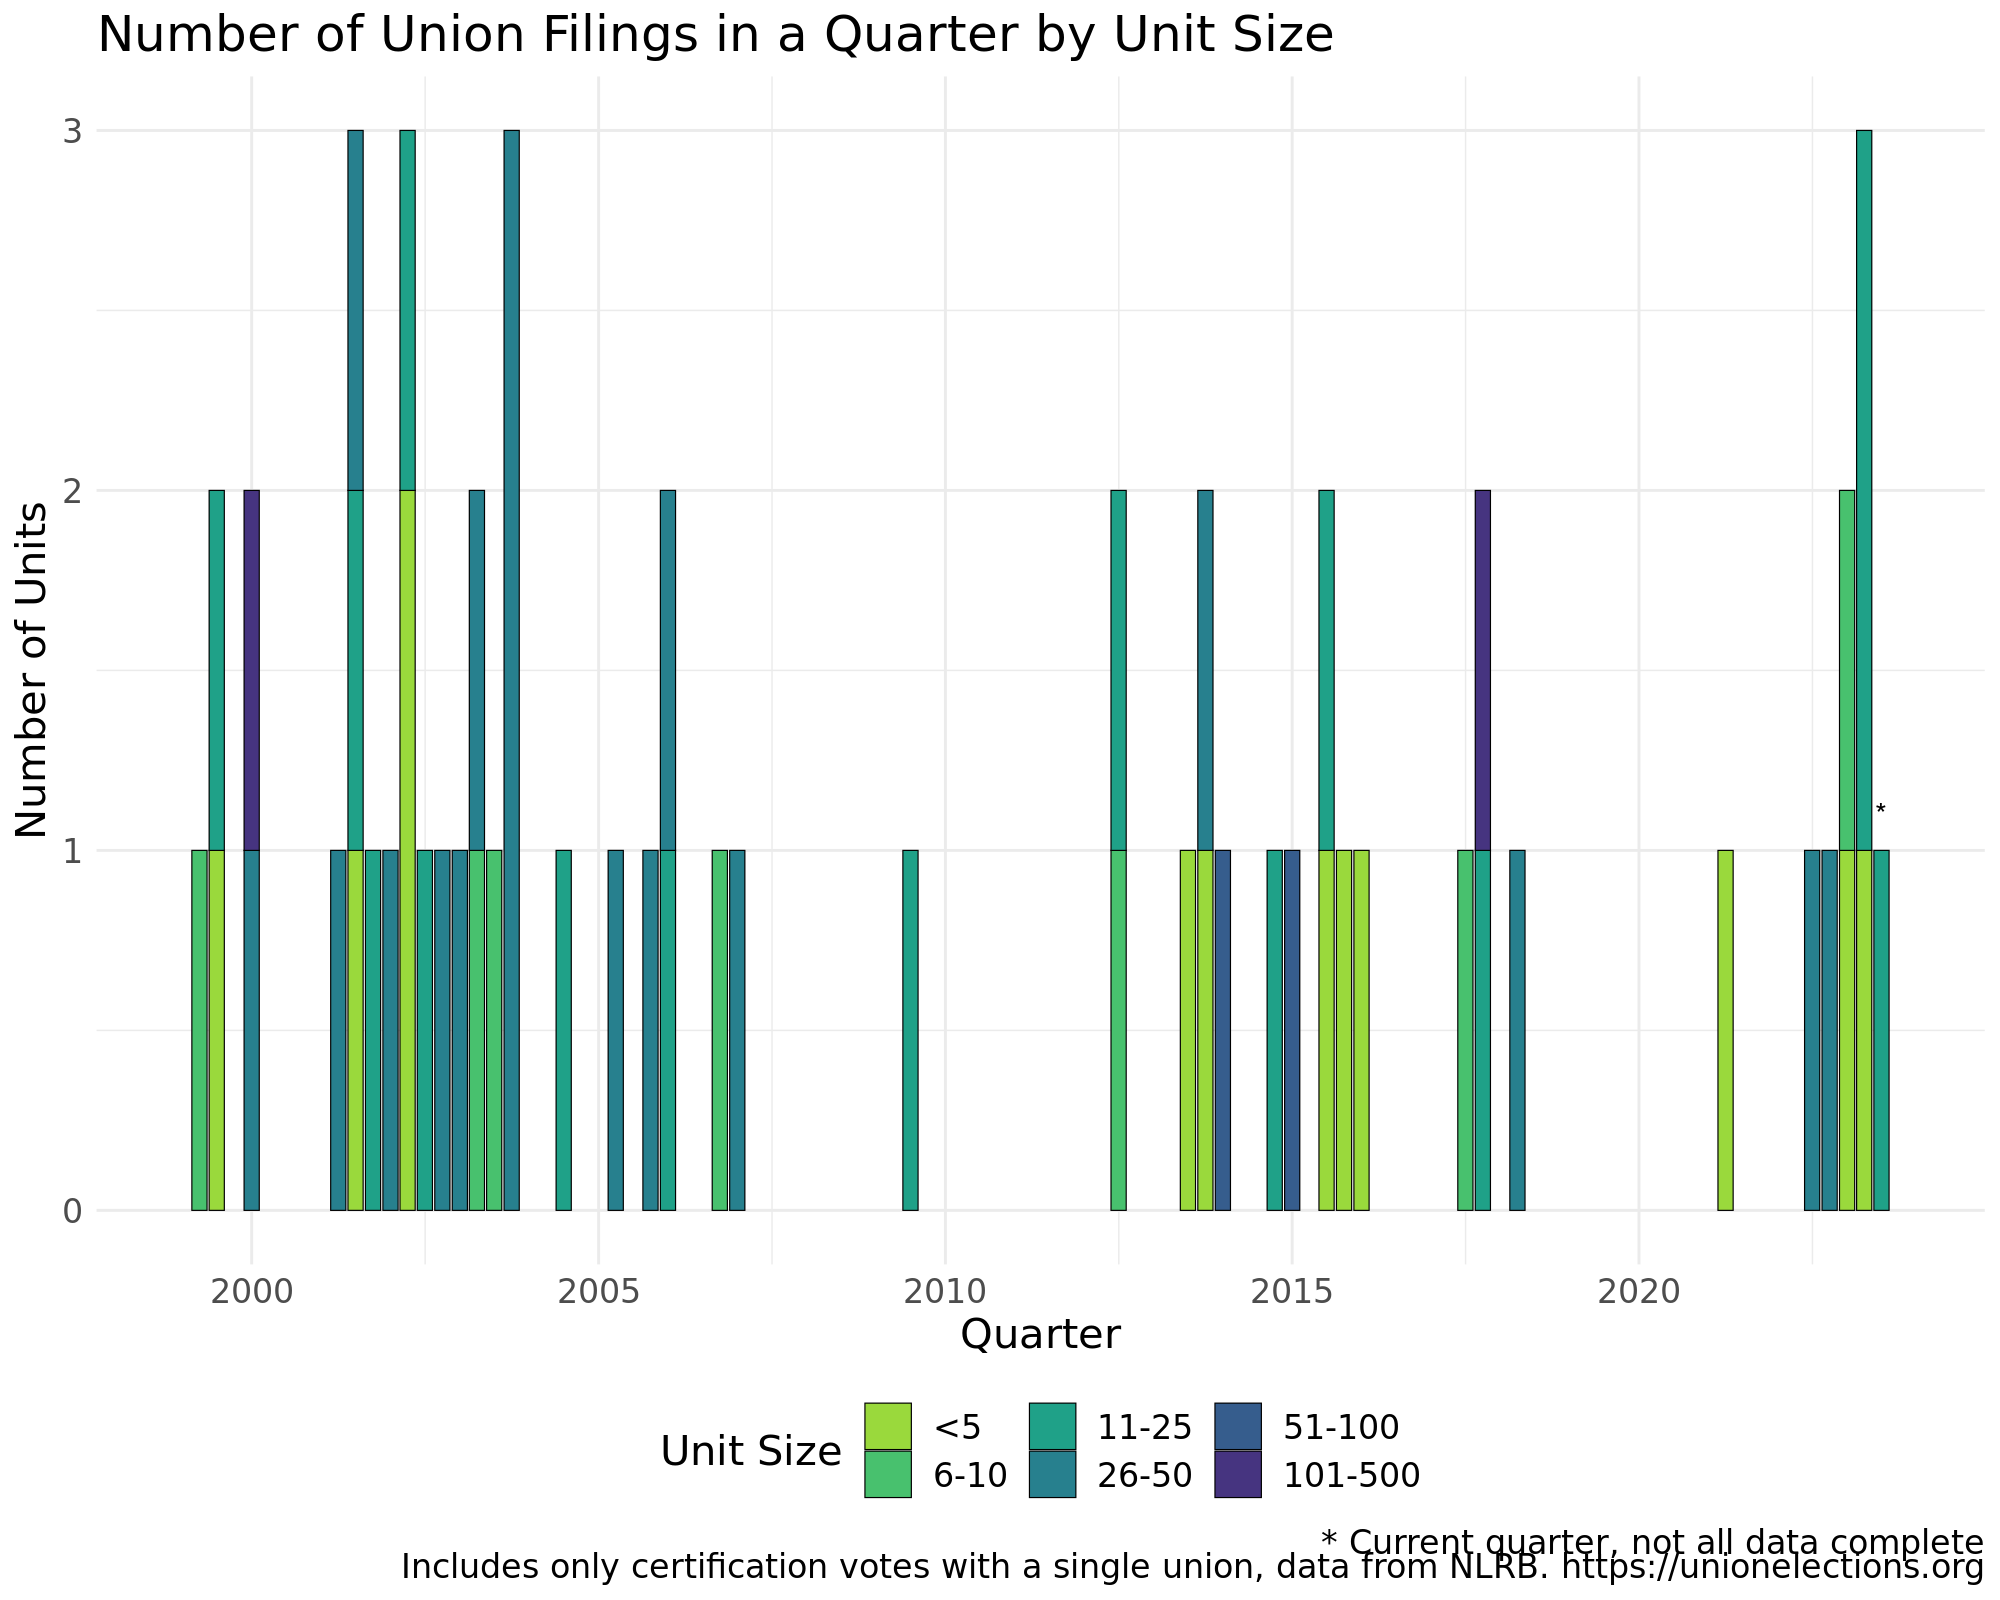 Number of Union Filings in a Quarter by Unit Size
Number of Units
3
2
1
0
*
2000 2005 2010 2015 2020
Quarter
Unit Size
<5 11-25 51-100
6-10 26-50 101-500
* Current quarter, not all data complete
Includes only certification votes with a single union, data from NLRB. https://unionelections.org